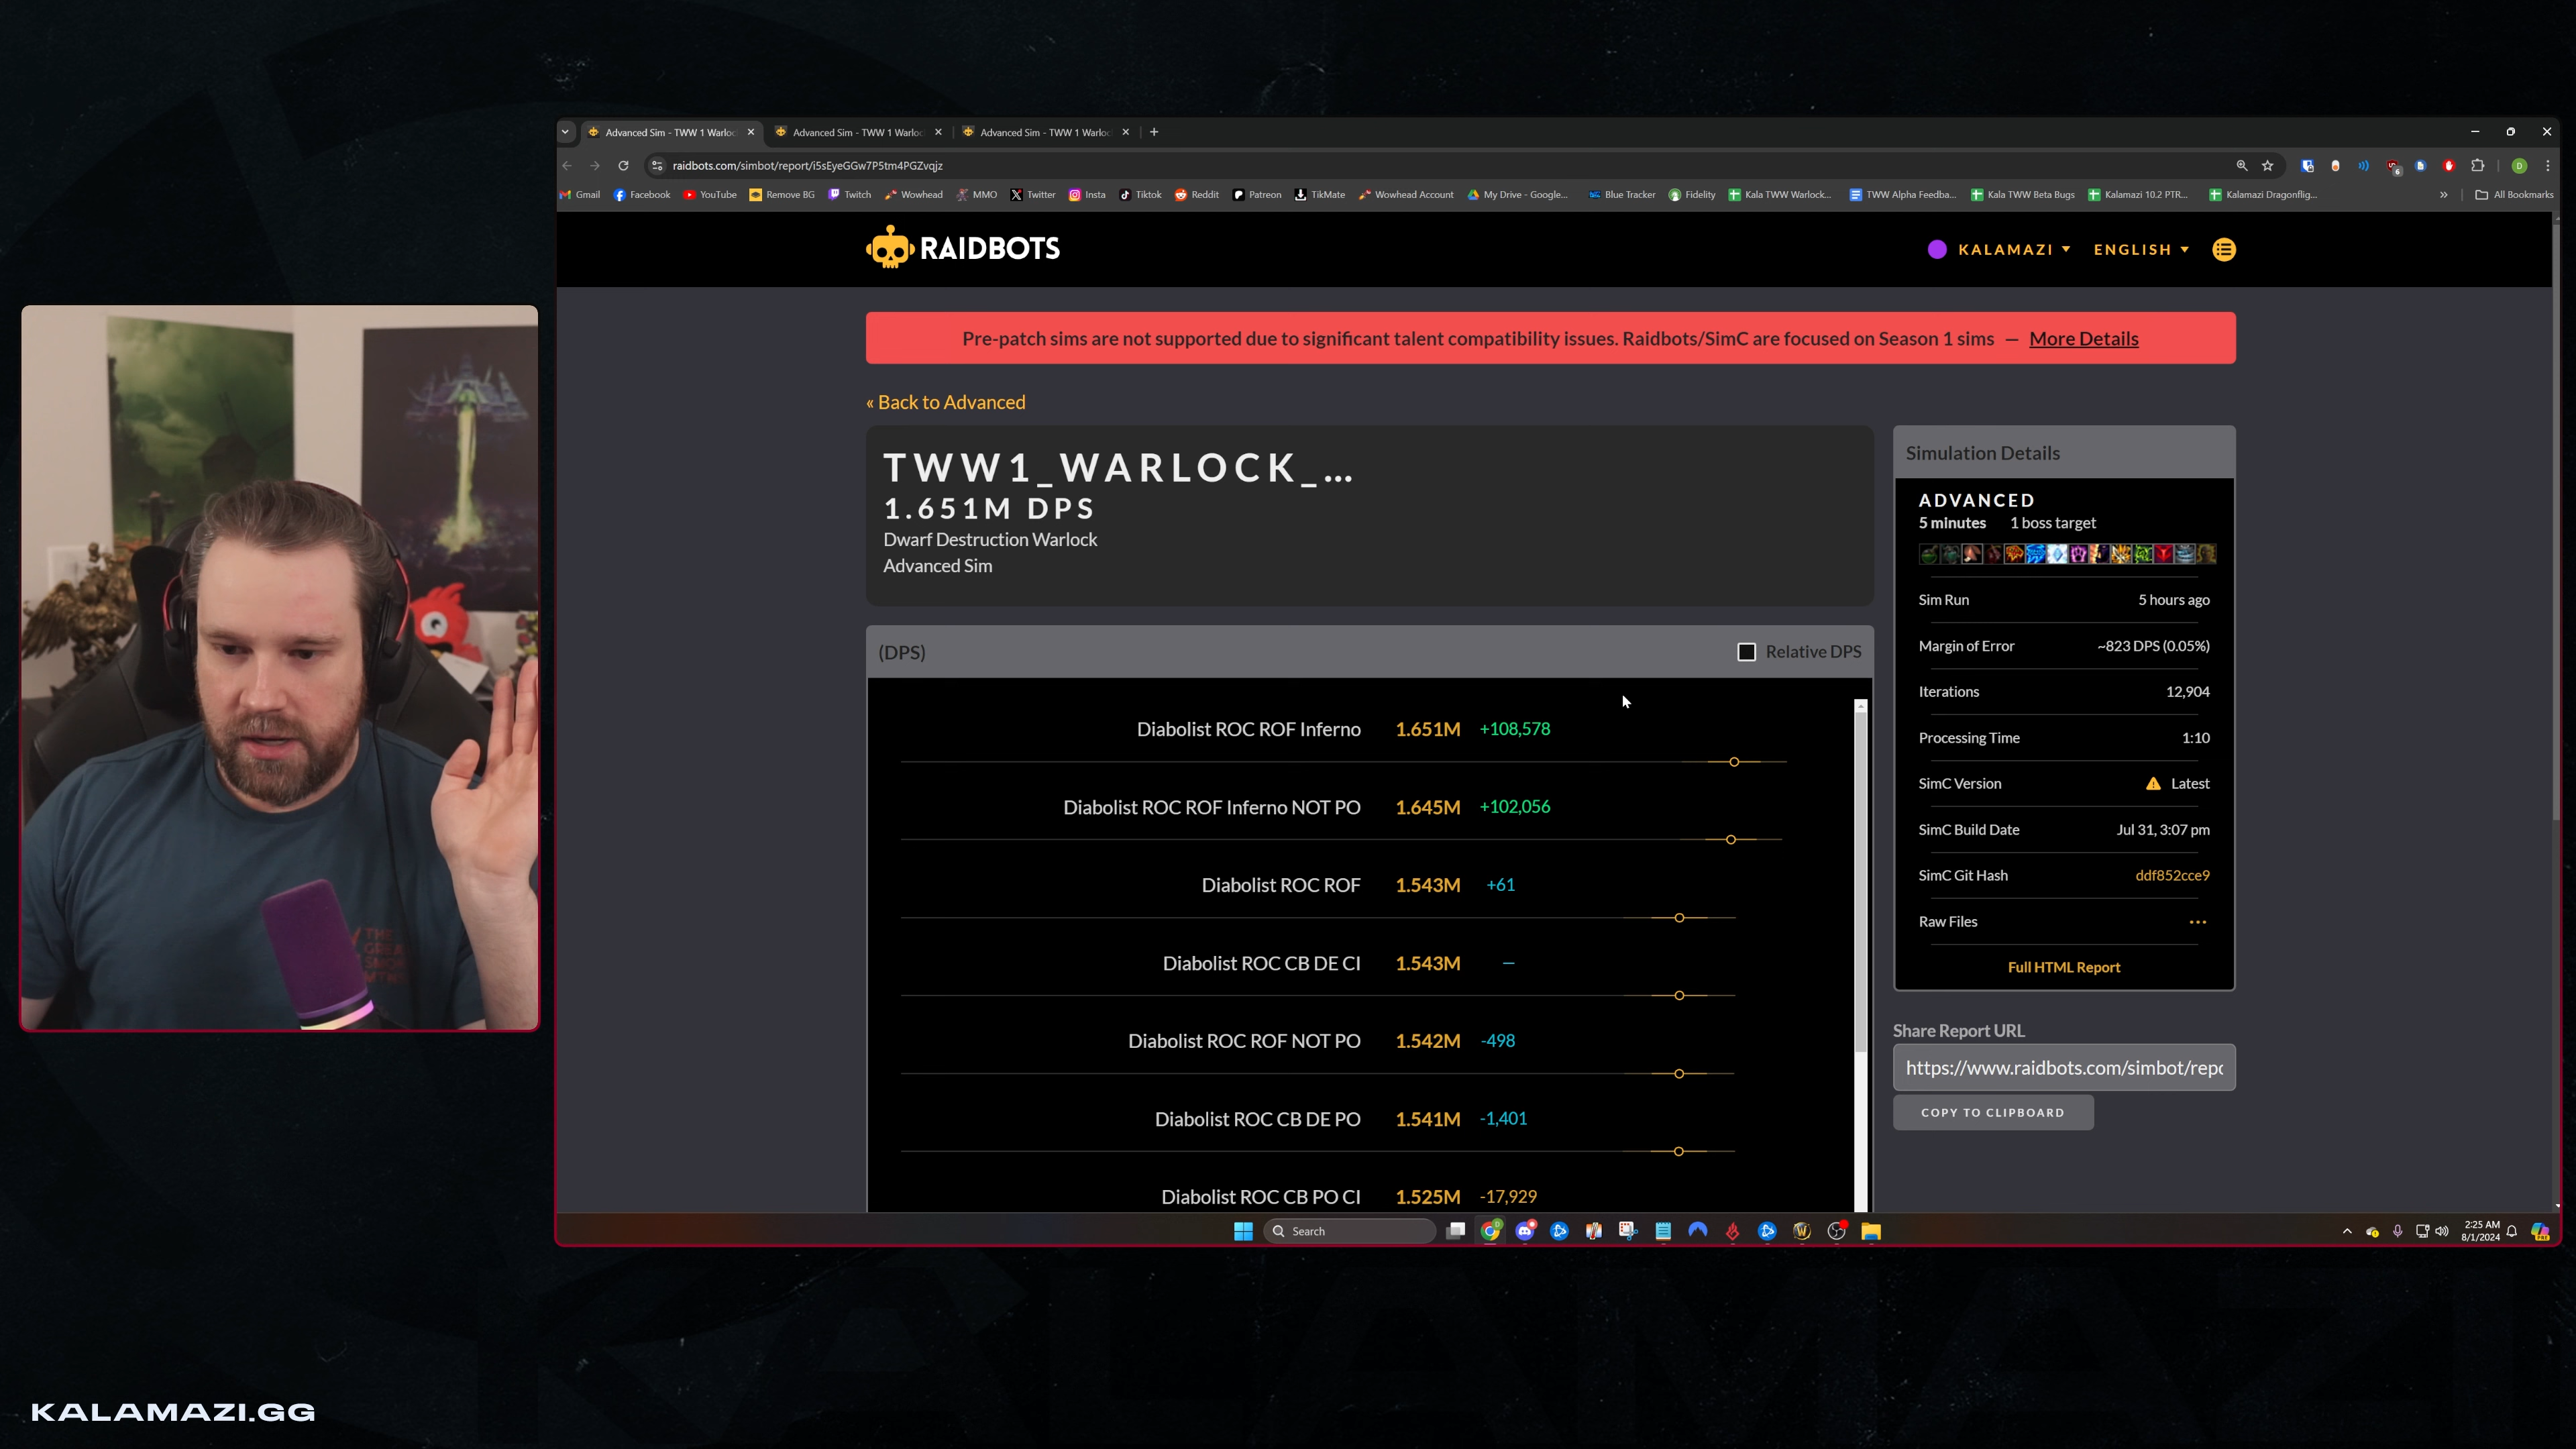 Advanced Sim - TWW 1 Warloc
Advanced Sim - TWW 1 Warloc
Advanced Sim - TWW 1 Warloc
raidbots.com/simbot/report/i5sEyeGGw7P5tm4PGZvqjz
Gmail Facebook YouTube Remove BG Twitch Wowhead MMO Twitter Insta Tiktok Reddit Patreon TikMate Wowhead Account My Drive - Google... Blue Tracker Fidelity Kala TWW Warlock... TWW Alpha Feedba... Kala TWW Beta Bugs Kalamazi 10.2 PTR... Kalamazi Dragonflig... » All Bookmarks
RAIDBOTS
KALAMAZI ENGLISH
Pre-patch sims are not supported due to significant talent compatibility issues. Raidbots/SimC are focused on Season 1 sims — More Details
« Back to Advanced
TWW1_WARLOCK_...
1.651M DPS
Dwarf Destruction Warlock
Advanced Sim
(DPS) Relative DPS
Diabolist ROC ROF Inferno 1.651M +108,578
Diabolist ROC ROF Inferno NOT PO 1.645M +102,056
Diabolist ROC ROF 1.543M +61
Diabolist ROC CB DE CI 1.543M —
Diabolist ROC ROF NOT PO 1.542M -498
Diabolist ROC CB DE PO 1.541M -1,401
Diabolist ROC CB PO CI 1.525M -17,929
Simulation Details
ADVANCED
5 minutes 1 boss target
Sim Run 5 hours ago
Margin of Error ~823 DPS (0.05%)
Iterations 12,904
Processing Time 1:10
SimC Version Latest
SimC Build Date Jul 31, 3:07 pm
SimC Git Hash ddf852cce9
Raw Files ...
Full HTML Report
Share Report URL
https://www.raidbots.com/simbot/repo
COPY TO CLIPBOARD
Search
2:25 AM
8/1/2024
THE
KALAMAZI.GG